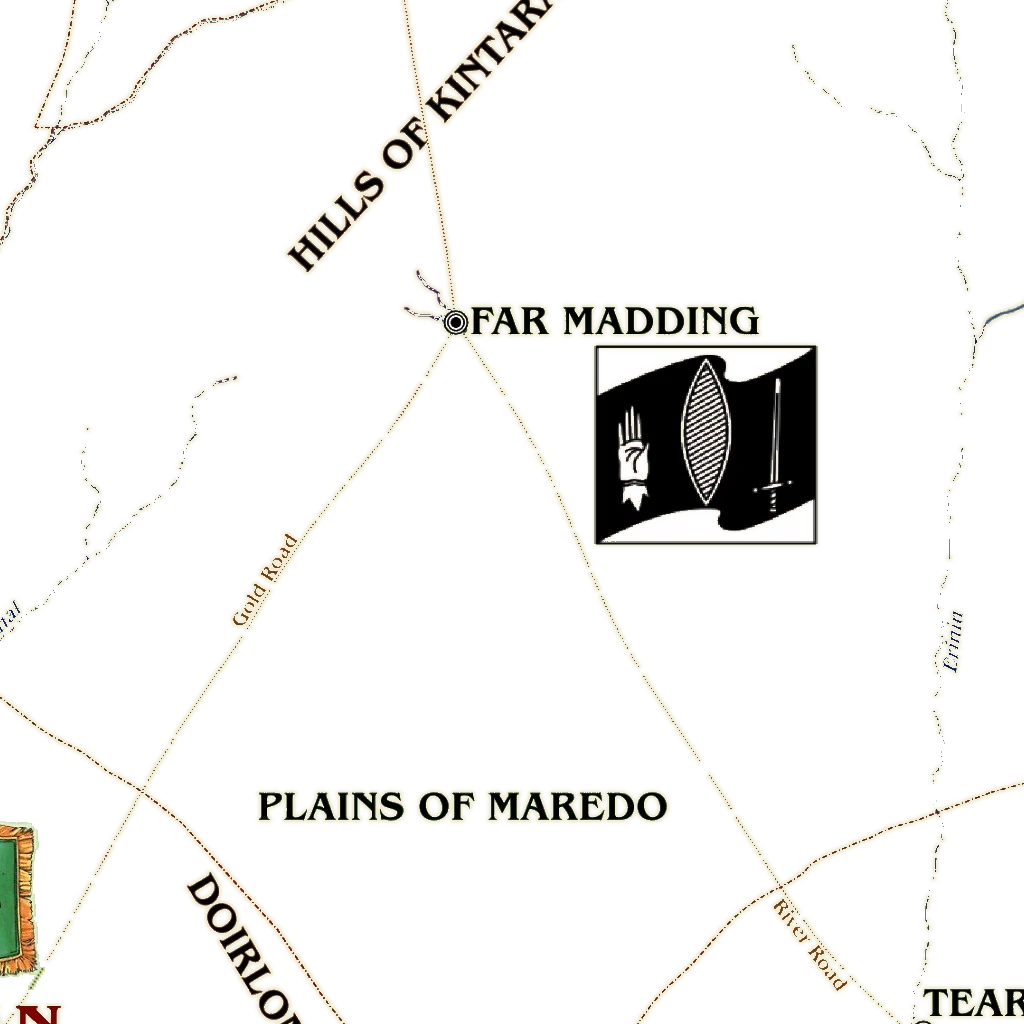 HILLS OF KINTARA
FAR MADDING
Gold Road
Erinin
PLAINS OF MAREDO
River Road
TEAR
N